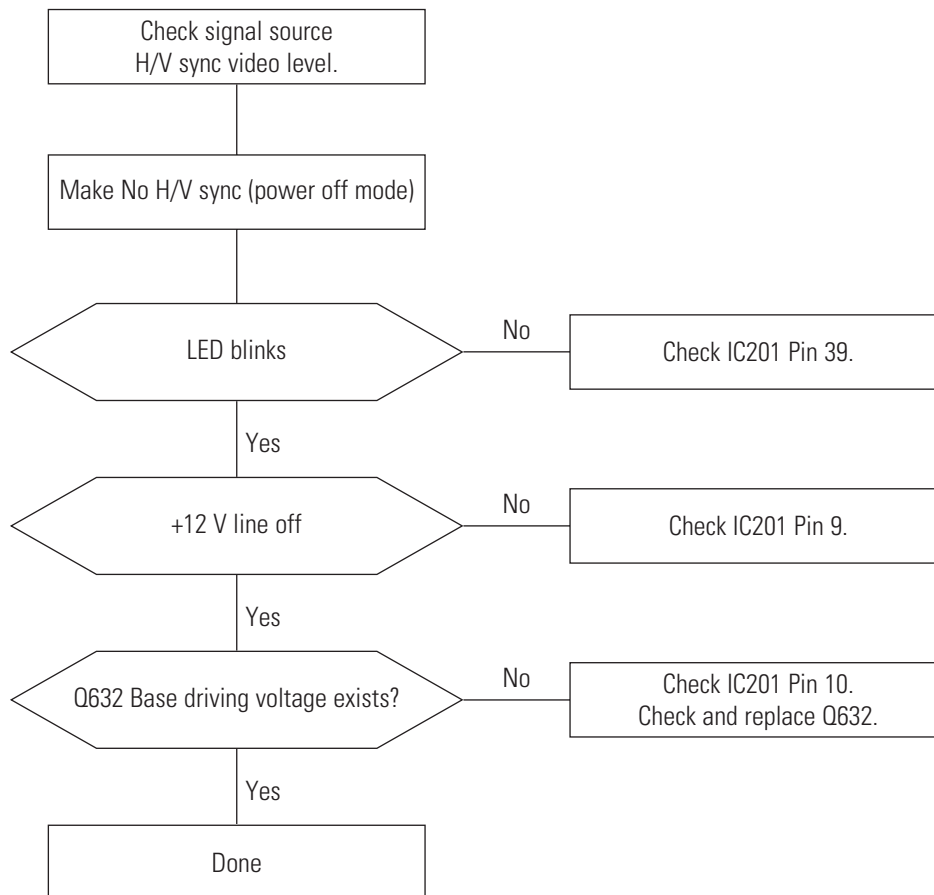 Check signal source
H/V sync video level.
Make No H/V sync (power off mode)
LED blinks
No
Check IC201 Pin 39.
Yes
+12 V line off
No
Check IC201 Pin 9.
Yes
Q632 Base driving voltage exists?
No
Check IC201 Pin 10.
Check and replace Q632.
Yes
Done